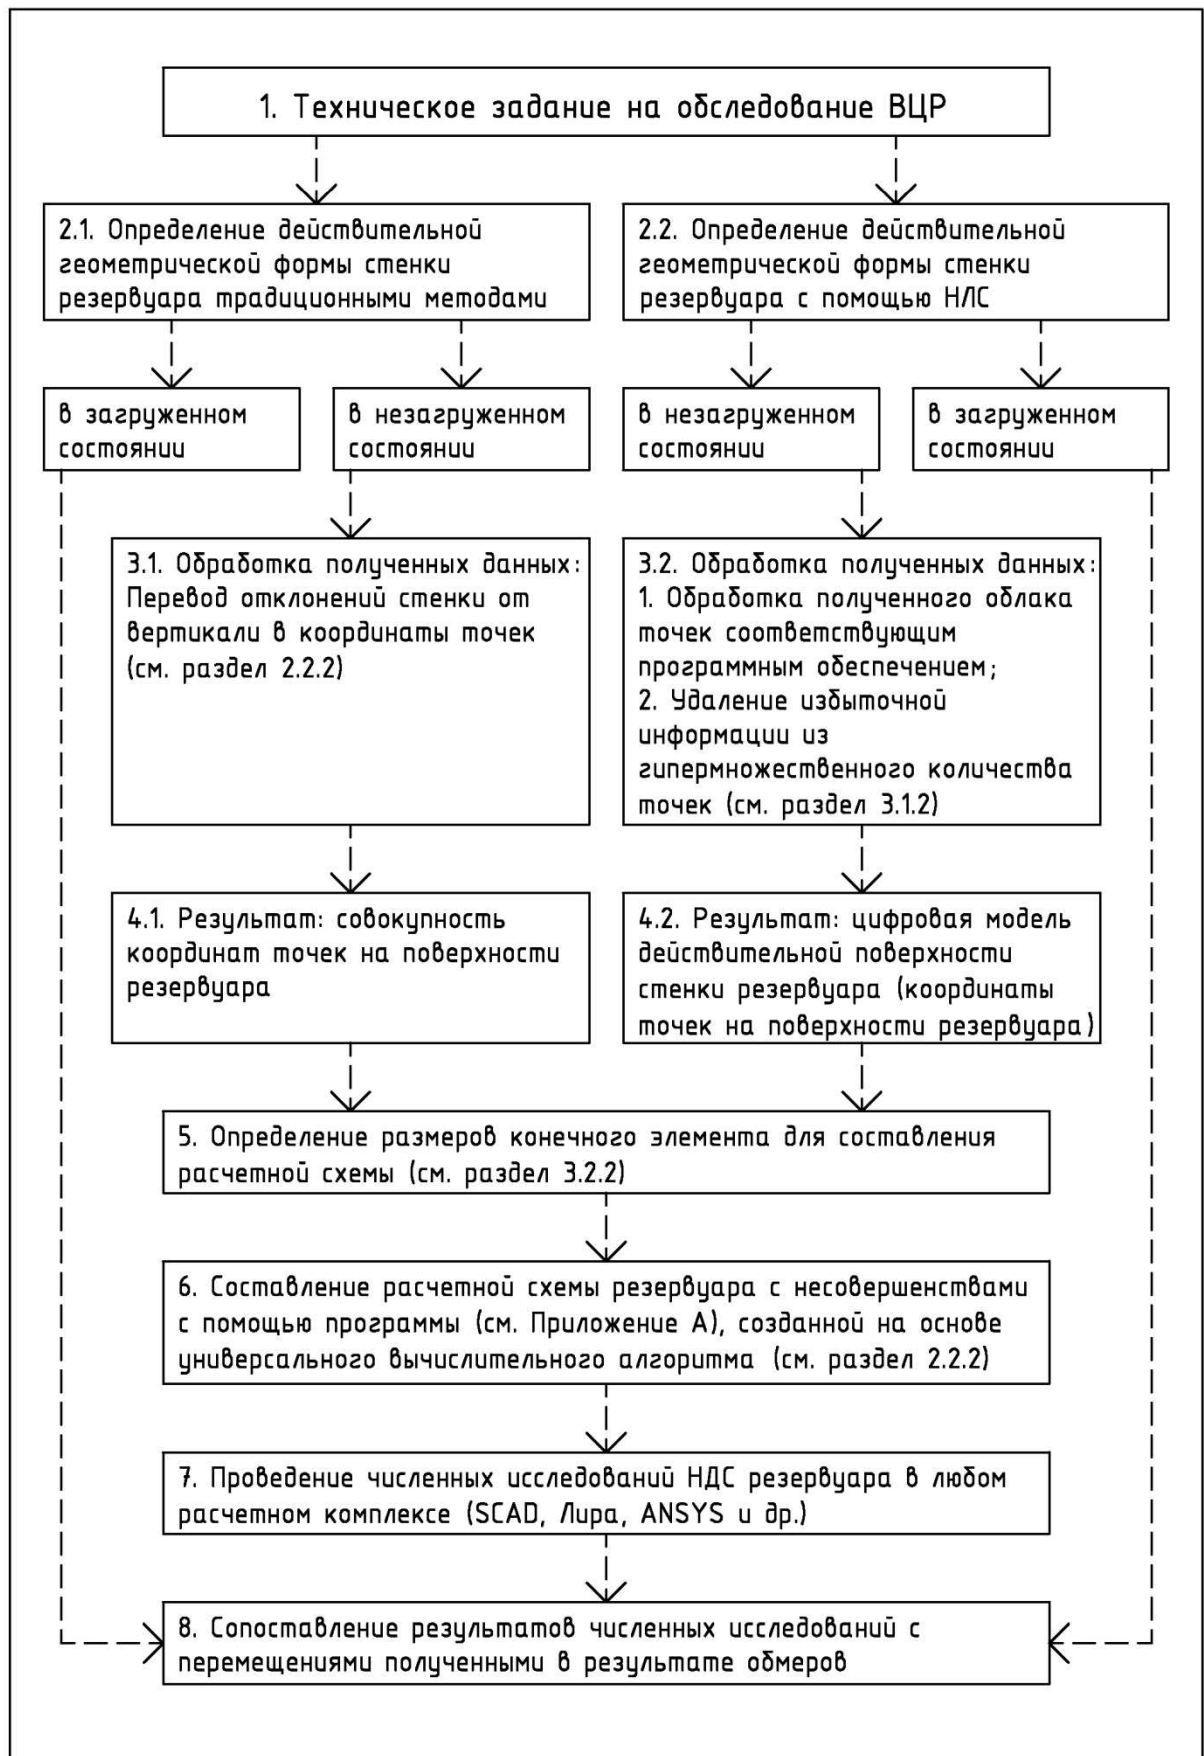 1. Техническое задание на обследование ВЦР
2.1. Определение действительной
геометрической формы стенки
резервуара традиционными методами
2.2. Определение действительной
геометрической формы стенки
резервуара с помощью НЛС
в загруженном
состоянии
в незагруженном
состоянии
в незагруженном
состоянии
в загруженном
состоянии
3.1. Обработка полученных данных:
Перевод отклонений стенки от
вертикали в координаты точек
(см. раздел 2.2.2)
3.2. Обработка полученных данных:
1. Обработка полученного облака
точек соответствующим
программным обеспечением;
2. Удаление избыточной
информации из
гипермножественного количества
точек (см. раздел 3.1.2)
4.1. Результат: совокупность
координат точек на поверхности
резервуара
4.2. Результат: цифровая модель
действительной поверхности
стенки резервуара (координаты
точек на поверхности резервуара)
5. Определение размеров конечного элемента для составления
расчетной схемы (см. раздел 3.2.2)
6. Составление расчетной схемы резервуара с несовершенствами
с помощью программы (см. Приложение А), созданной на основе
универсального вычислительного алгоритма (см. раздел 2.2.2)
7. Проведение численных исследований НДС резервуара в любом
расчетном комплексе (SCAD, Лира, ANSYS и др.)
8. Сопоставление результатов численных исследований с
перемещениями полученными в результате обмеров